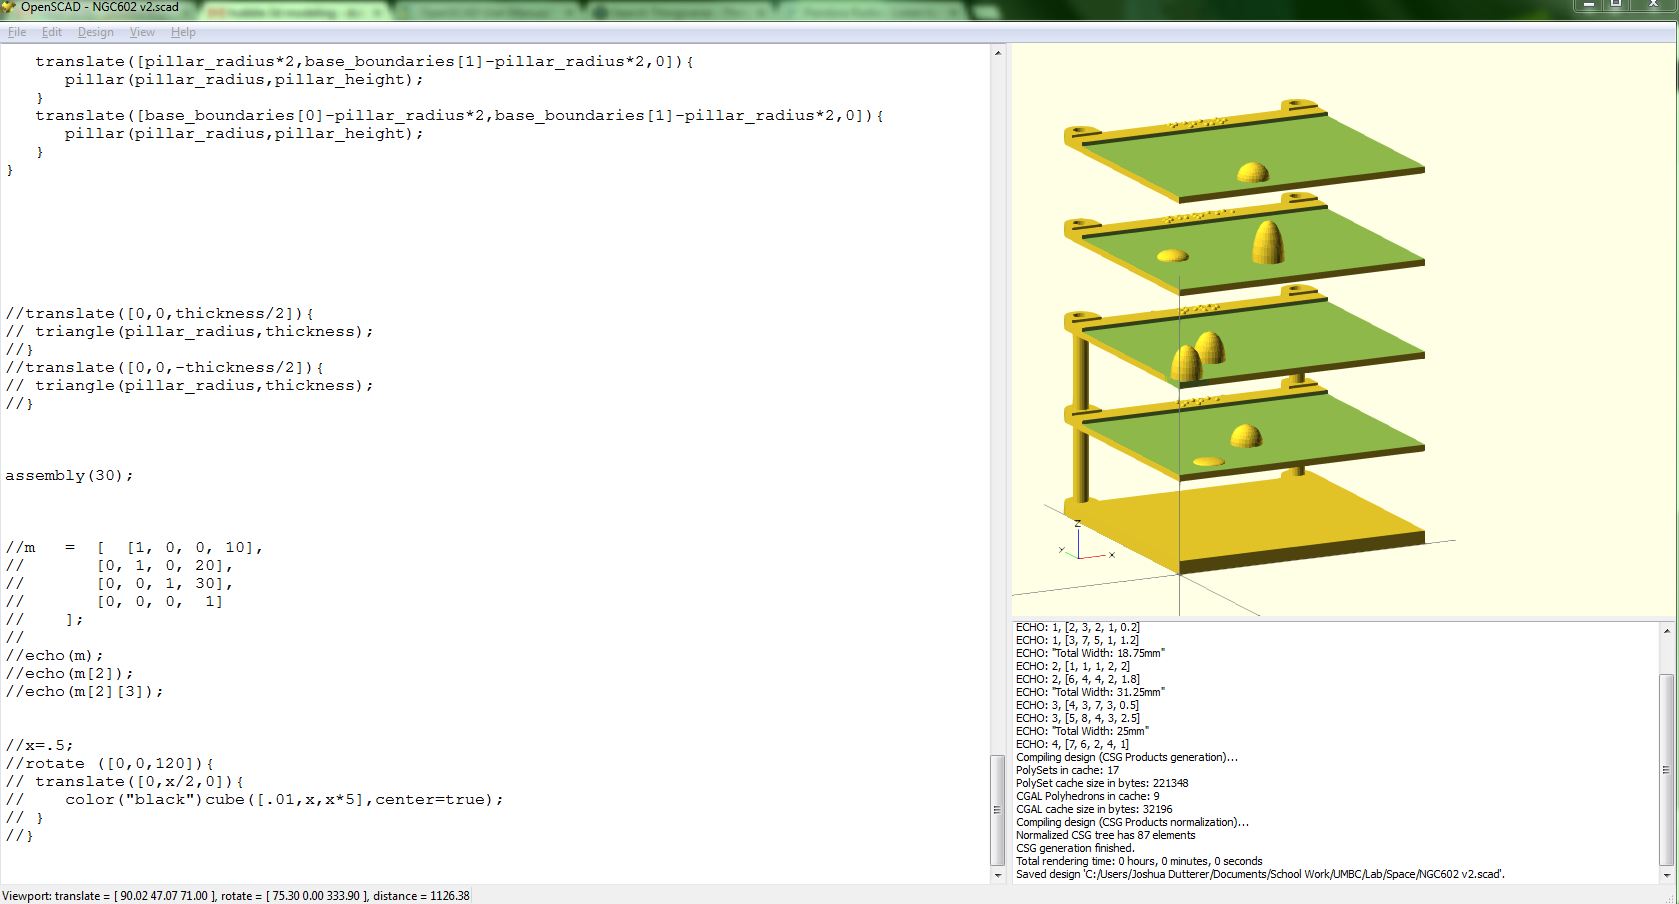 OpenSCAD - NGC602 v2.scad
File Edit Design View Help
translate([pillar_radius*2,base_boundaries[1]-pillar_radius*2,0]){
pillar(pillar_radius,pillar_height);
}
translate([base_boundaries[0]-pillar_radius*2,base_boundaries[1]-pillar_radius*2,0]){
pillar(pillar_radius,pillar_height);
}
}
//translate([0,0,thickness/2]){
// triangle(pillar_radius,thickness);
//}
//translate([0,0,-thickness/2]){
// triangle(pillar_radius,thickness);
//}
assembly(30);
//m = [ [1, 0, 0, 10],
// [0, 1, 0, 20],
// [0, 0, 1, 30],
// [0, 0, 0, 1]
// ];
//
//echo(m);
//echo(m[2]);
//echo(m[2][3]);
//x=.5;
//rotate ([0,0,120]){
// translate([0,x/2,0]){
// color("black")cube([.01,x,x*5],center=true);
// }
//}
Z
Y
X
ECHO: 1, [2, 3, 2, 1, 0.2]
ECHO: 1, [3, 7, 5, 1, 1.2]
ECHO: "Total Width: 18.75mm"
ECHO: 2, [1, 1, 1, 2, 2]
ECHO: 2, [6, 4, 4, 2, 1.8]
ECHO: "Total Width: 31.25mm"
ECHO: 3, [4, 3, 7, 3, 0.5]
ECHO: 3, [5, 8, 4, 3, 2.5]
ECHO: "Total Width: 25mm"
ECHO: 4, [7, 6, 2, 4, 1]
Compiling design (CSG Products generation)...
PolySets in cache: 17
PolySet cache size in bytes: 221348
CGAL Polyhedrons in cache: 9
CGAL cache size in bytes: 32196
Compiling design (CSG Products normalization)...
Normalized CSG tree has 87 elements
CSG generation finished.
Total rendering time: 0 hours, 0 minutes, 0 seconds
Saved design 'C:/Users/Joshua Dutterer/Documents/School Work/UMBC/Lab/Space/NGC602 v2.scad'.
Viewport: translate = [ 90.02 47.07 71.00 ], rotate = [ 75.30 0.00 333.90 ], distance = 1126.38